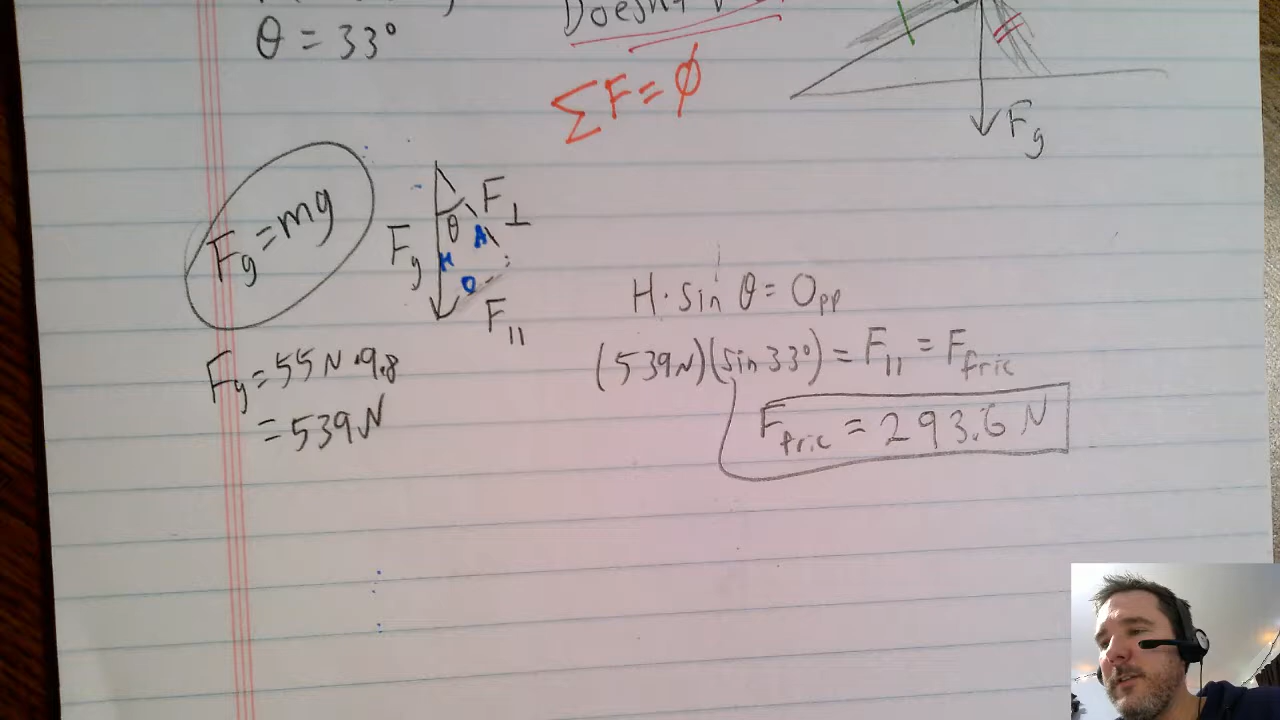 θ = 33°
Doesn't
ΣF = ϕ
Fg
Fg = mg
Fg
θ
F⊥
H
A
O
F||
Fg = 55N·9.8
= 539N
H·sin θ = Opp
(539N)(sin 33°) = F|| = Ffric
Ffric = 293.6 N